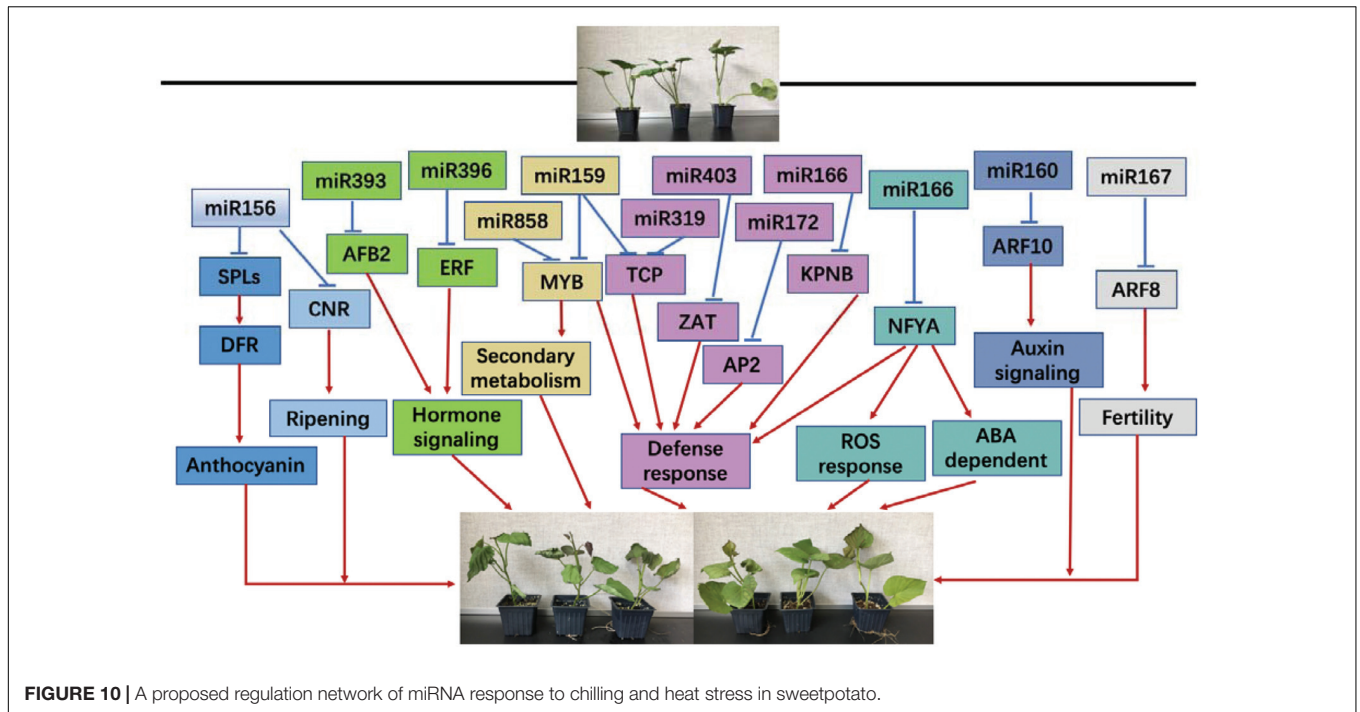 miR156
miR393
miR396
miR858
miR159
miR319
miR403
miR172
miR166
miR166
miR160
miR167
SPLs
CNR
AFB2
ERF
MYB
TCP
ZAT
AP2
KPNB
NFYA
ARF10
ARF8
DFR
Secondary
metabolism
Auxin
signaling
Ripening
Hormone
signaling
Fertility
Anthocyanin
Defense
response
ROS
response
ABA
dependent
FIGURE 10 | A proposed regulation network of miRNA response to chilling and heat stress in sweetpotato.